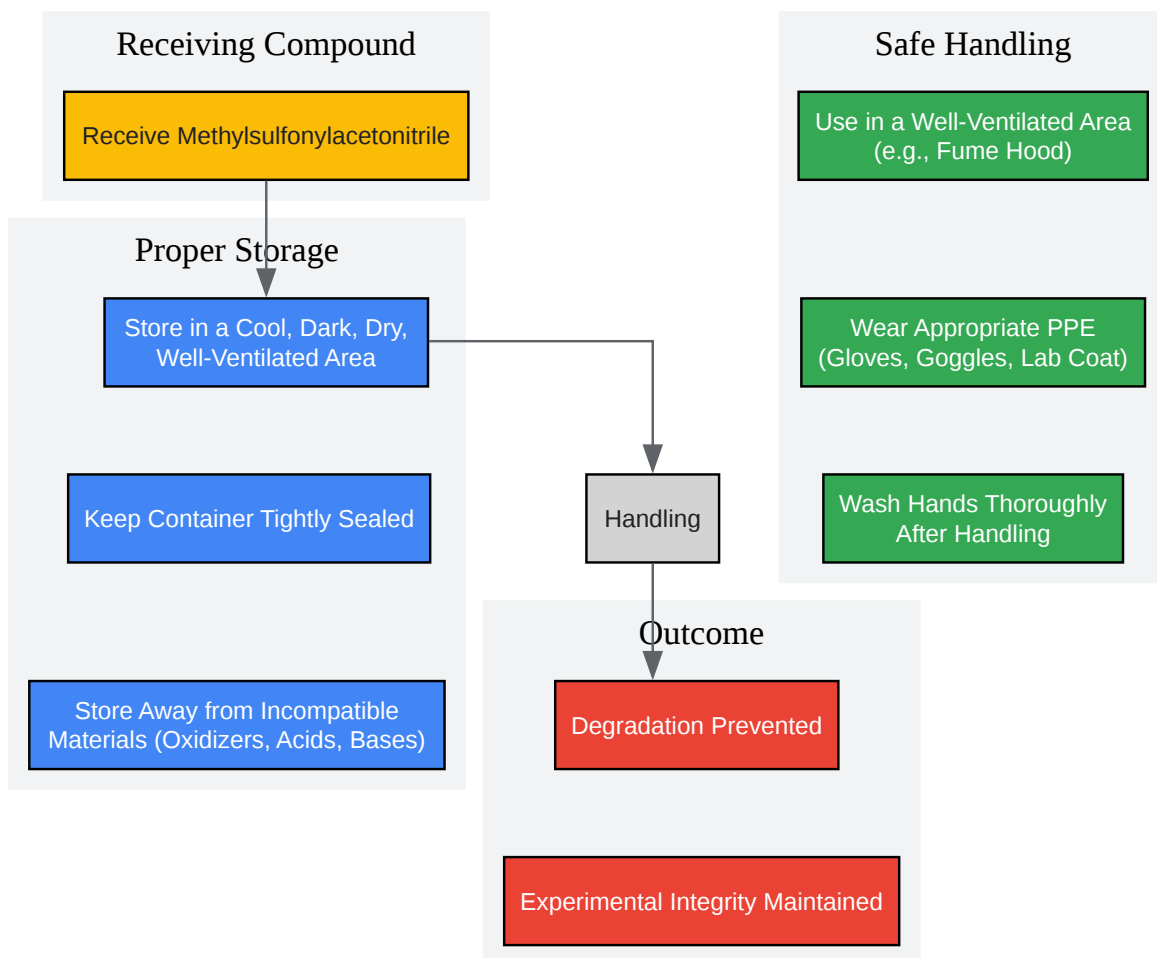 Receiving Compound
Receive Methylsulfonylacetonitrile
Proper Storage
Store in a Cool, Dark, Dry,
Well-Ventilated Area
Keep Container Tightly Sealed
Store Away from Incompatible
Materials (Oxidizers, Acids, Bases)
Handling
Outcome
Degradation Prevented
Experimental Integrity Maintained
Safe Handling
Use in a Well-Ventilated Area
(e.g., Fume Hood)
Wear Appropriate PPE
(Gloves, Goggles, Lab Coat)
Wash Hands Thoroughly
After Handling